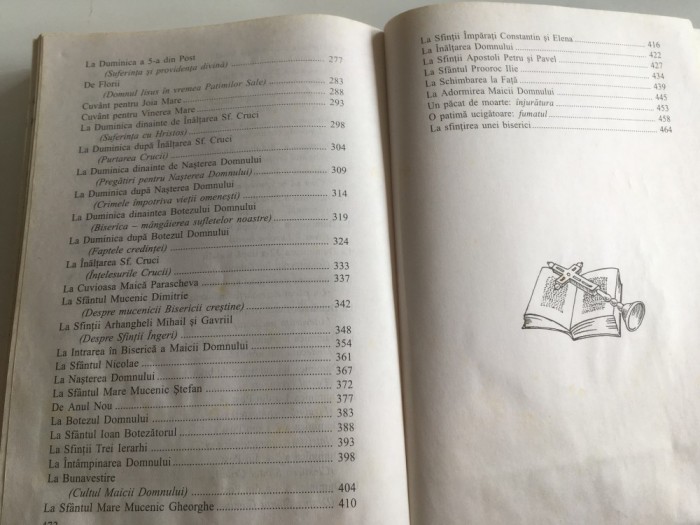 La Duminica a 5-a din Post
(Suferința și providența divină) 277
De Florii
(Domnul Iisus în vremea Patimilor Sale) 283
Cuvânt pentru Joia Mare 288
Cuvânt pentru Vinerea Mare 293
La Duminica dinainte de Înălțarea Sf. Cruci
(Suferința cu Hristos) 298
La Duminica după Înălțarea Sf. Cruci
(Purtarea Crucii) 304
La Duminica dinainte de Nașterea Domnului
(Pregătiri pentru Nașterea Domnului) 309
La Duminica după Nașterea Domnului
(Crimele împotriva vieții omenești) 314
La Duminica dinaintea Botezului Domnului
(Biserica – mângâierea sufletelor noastre) 319
La Duminica după Botezul Domnului
(Faptele credinței) 324
La Înălțarea Sf. Cruci
(Înțelesurile Crucii) 333
La Cuvioasa Maică Parascheva 337
La Sfântul Mucenic Dimitrie
(Despre mucenicii Bisericii creștine) 342
La Sfinții Arhangheli Mihail și Gavriil
(Despre Sfinții Îngeri) 348
La Intrarea în Biserică a Maicii Domnului 354
La Sfântul Nicolae 361
La Nașterea Domnului 367
La Sfântul Mare Mucenic Ștefan 372
De Anul Nou 377
La Botezul Domnului 383
La Sfântul Ioan Botezătorul 388
La Sfinții Trei Ierarhi 393
La Întâmpinarea Domnului 398
La Bunavestire
(Cultul Maicii Domnului) 404
La Sfântul Mare Mucenic Gheorghe 410
La Sfinții Împărați Constantin și Elena 416
La Înălțarea Domnului 422
La Sfinții Apostoli Petru și Pavel 427
La Sfântul Prooroc Ilie 434
La Schimbarea la Față 439
La Adormirea Maicii Domnului 445
Un păcat de moarte: înjurătura 453
O patimă ucigătoare: fumatul 458
La sfințirea unei biserici 464